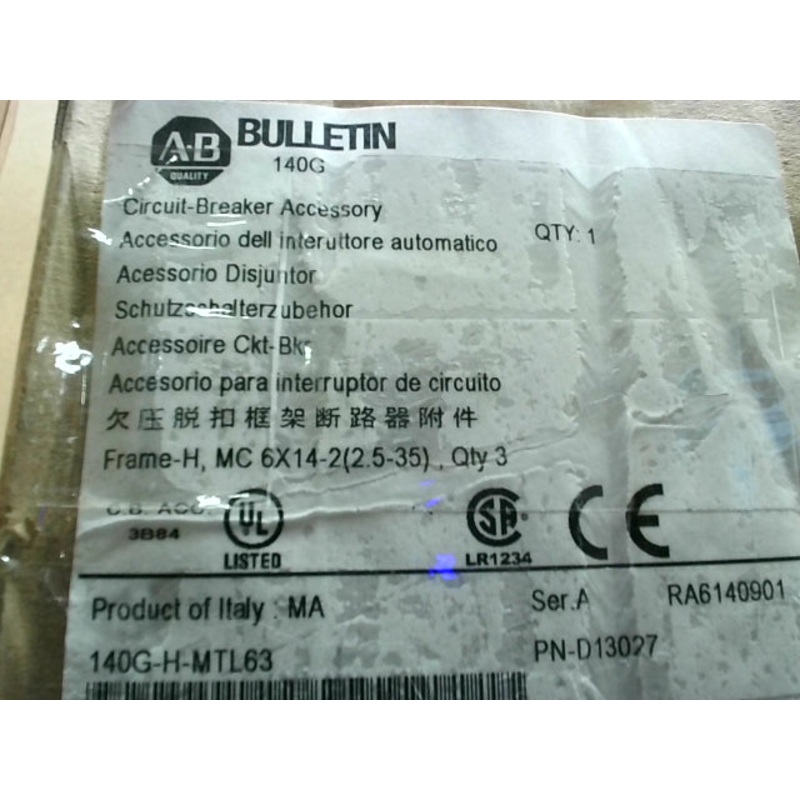 A-B
QUALITY
BULLETIN
140G
Circuit-Breaker Accessory
Accessorio dell interuttore automatico
QTY: 1
Acessorio Disjuntor
Schutzschalterzubehor
Accessoire Ckt-Bkr
Accesorio para interruptor de circuito
欠压脱扣框架断路器附件
Frame-H, MC 6X14-2(2.5-35) , Qty 3
C.B. ACC.
3B84
UL
LISTED
SA
LR1234
CE
Product of Italy : MA
Ser.A
RA6140901
140G-H-MTL63
PN-D13027